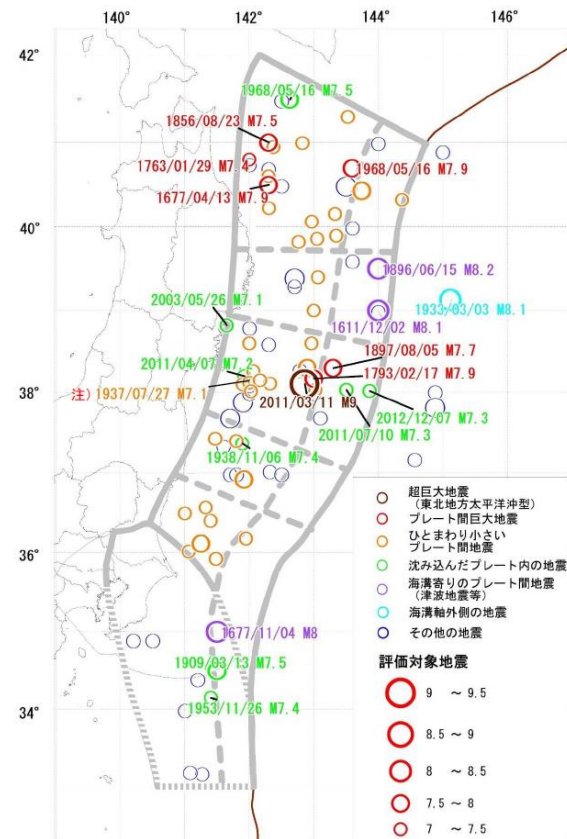 140°
142°
144°
146°
42°
40°
38°
36°
34°
1968/05/16 M7.5
1856/08/23 M7.5
1763/01/29 M7.4
1968/05/16 M7.9
1677/04/13 M7.9
1896/06/15 M8.2
1933/03/03 M8.1
2003/05/26 M7.1
1611/12/02 M8.1
2011/04/07 M7.2
1897/08/05 M7.7
注）1937/07/27 M7.1
1793/02/17 M7.9
2011/03/11 M9
2012/12/07 M7.3
2011/07/10 M7.3
1938/11/06 M7.4
1677/11/04 M8
1909/03/13 M7.5
1953/11/26 M7.4
超巨大地震
（東北地方太平洋沖型）
プレート間巨大地震
ひとまわり小さい
プレート間地震
沈み込んだプレート内の地震
海溝寄りのプレート間地震
（津波地震等）
海溝軸外側の地震
その他の地震
評価対象地震
9 ～ 9.5
8.5 ～ 9
8 ～ 8.5
7.5 ～ 8
7 ～ 7.5